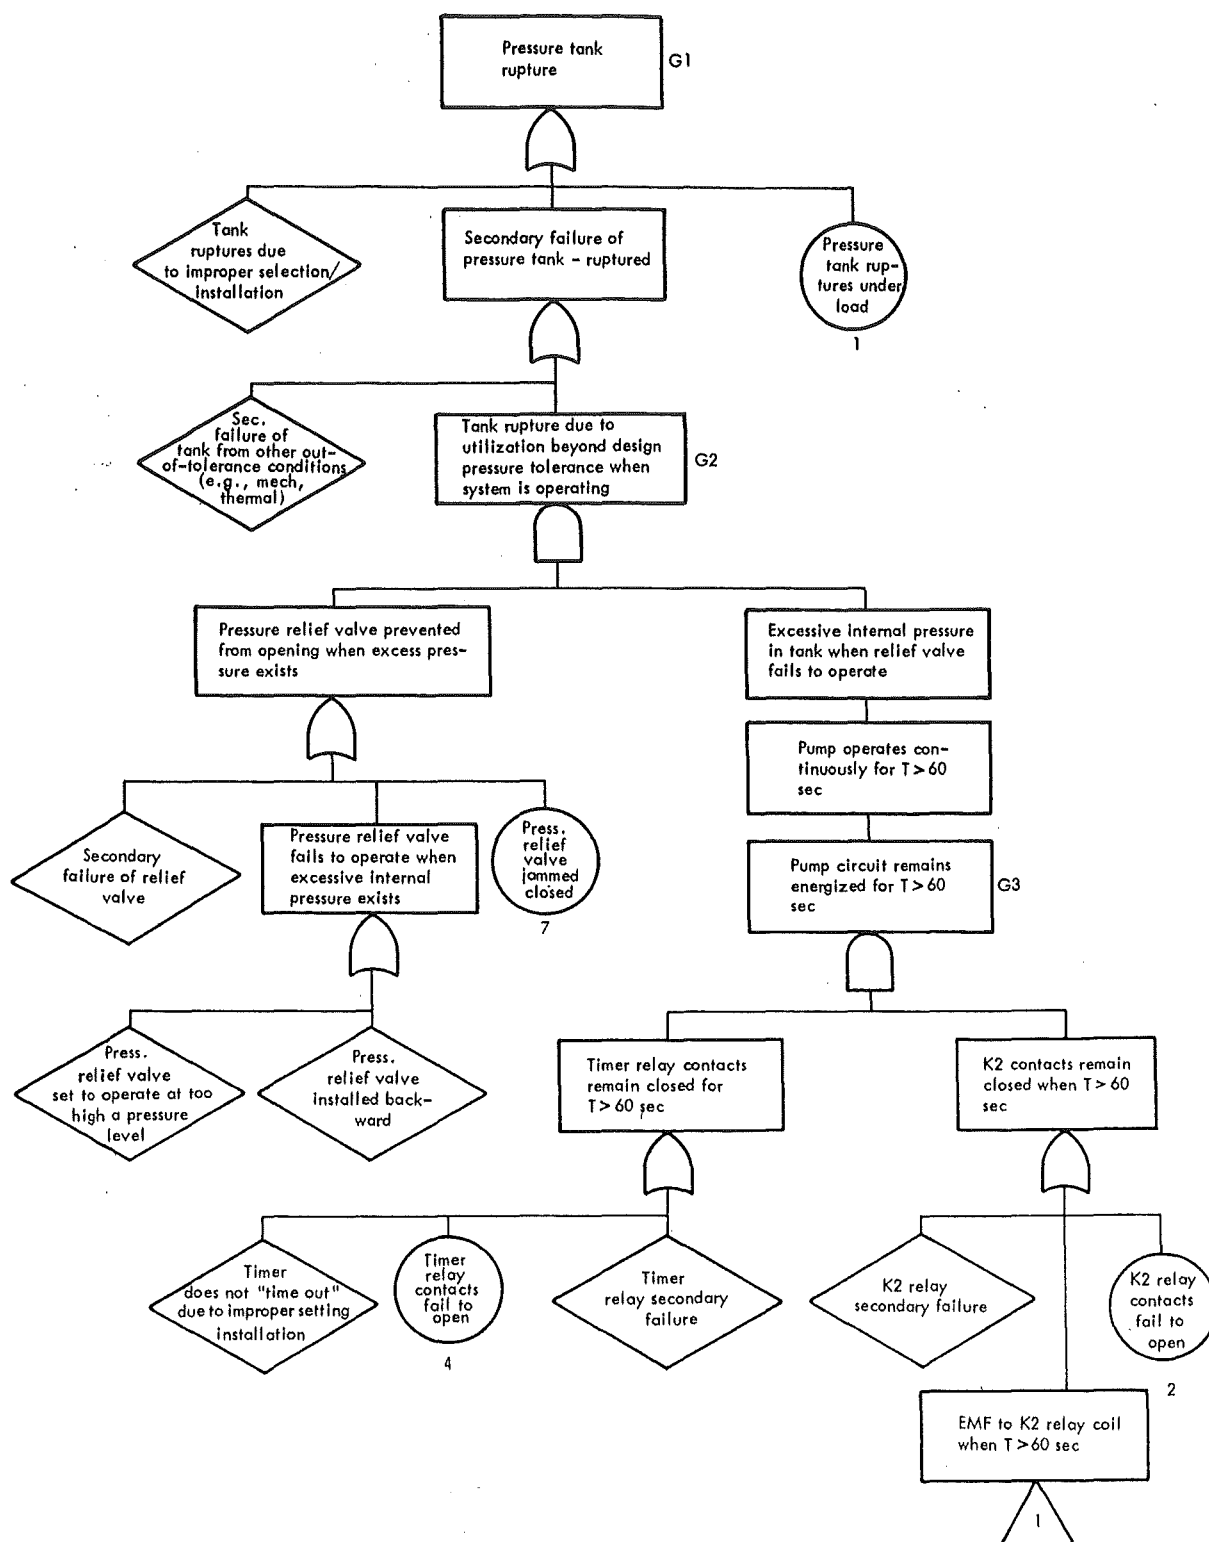 Pressure tank
rupture
G1
Tank
ruptures due
to improper selection/
installation
Secondary failure of
pressure tank - ruptured
Pressure
tank rup-
tures under
load
1
Sec.
failure of
tank from other out-
of-tolerance conditions
(e.g., mech,
thermal)
Tank rupture due to
utilization beyond design
pressure tolerance when
system is operating
G2
Pressure relief valve prevented
from opening when excess pres-
sure exists
Excessive internal pressure
in tank when relief valve
fails to operate
Pump operates con-
tinuously for T > 60
sec
Secondary
failure of relief
valve
Pressure relief valve
fails to operate when
excessive internal
pressure exists
Press.
relief
valve
jammed
closed
7
Pump circuit remains
energized for T > 60
sec
G3
Press.
relief valve
set to operate at too
high a pressure
level
Press.
relief valve
installed back-
ward
Timer relay contacts
remain closed for
T > 60 sec
K2 contacts remain
closed when T > 60
sec
Timer
does not "time out"
due to improper setting
installation
Timer
relay
contacts
fail to
open
4
Timer
relay secondary
failure
K2 relay
secondary failure
K2 relay
contacts
fail to
open
2
EMF to K2 relay coil
when T > 60 sec
1